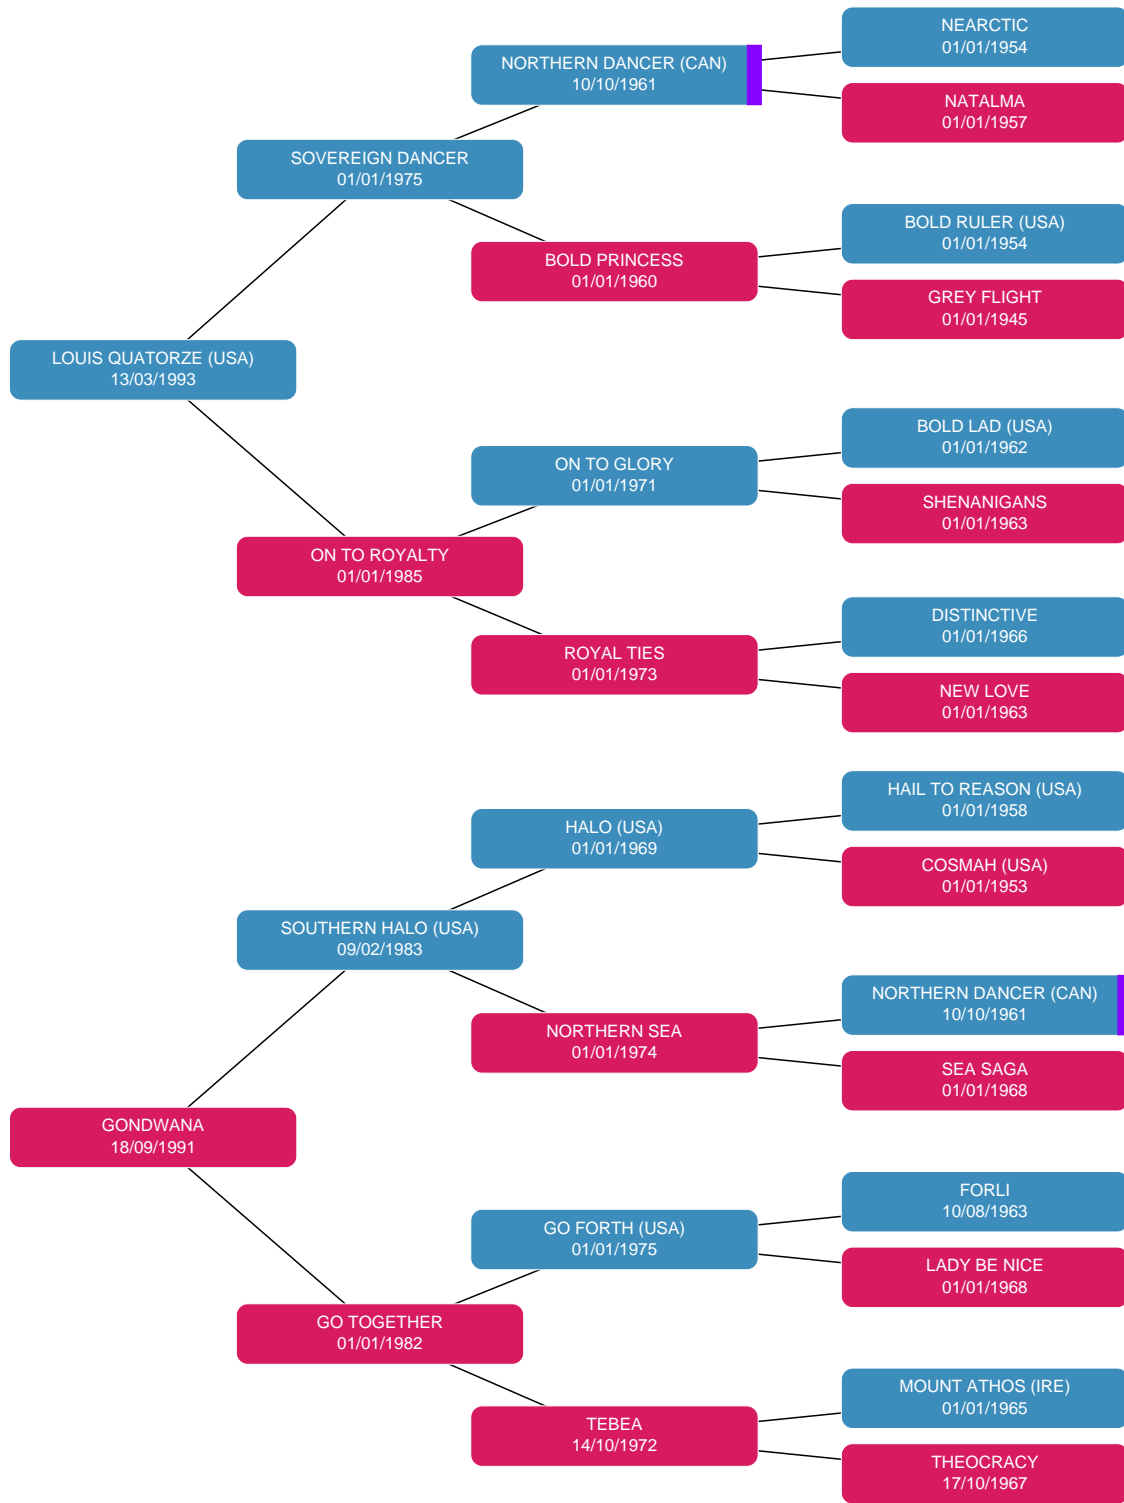 NEARCTIC
01/01/1954
NORTHERN DANCER (CAN)
10/10/1961
NATALMA
01/01/1957
SOVEREIGN DANCER
01/01/1975
BOLD RULER (USA)
01/01/1954
BOLD PRINCESS
01/01/1960
GREY FLIGHT
01/01/1945
LOUIS QUATORZE (USA)
13/03/1993
BOLD LAD (USA)
01/01/1962
ON TO GLORY
01/01/1971
SHENANIGANS
01/01/1963
ON TO ROYALTY
01/01/1985
DISTINCTIVE
01/01/1966
ROYAL TIES
01/01/1973
NEW LOVE
01/01/1963
HAIL TO REASON (USA)
01/01/1958
HALO (USA)
01/01/1969
COSMAH (USA)
01/01/1953
SOUTHERN HALO (USA)
09/02/1983
NORTHERN DANCER (CAN)
10/10/1961
NORTHERN SEA
01/01/1974
SEA SAGA
01/01/1968
GONDWANA
18/09/1991
FORLI
10/08/1963
GO FORTH (USA)
01/01/1975
LADY BE NICE
01/01/1968
GO TOGETHER
01/01/1982
MOUNT ATHOS (IRE)
01/01/1965
TEBEA
14/10/1972
THEOCRACY
17/10/1967